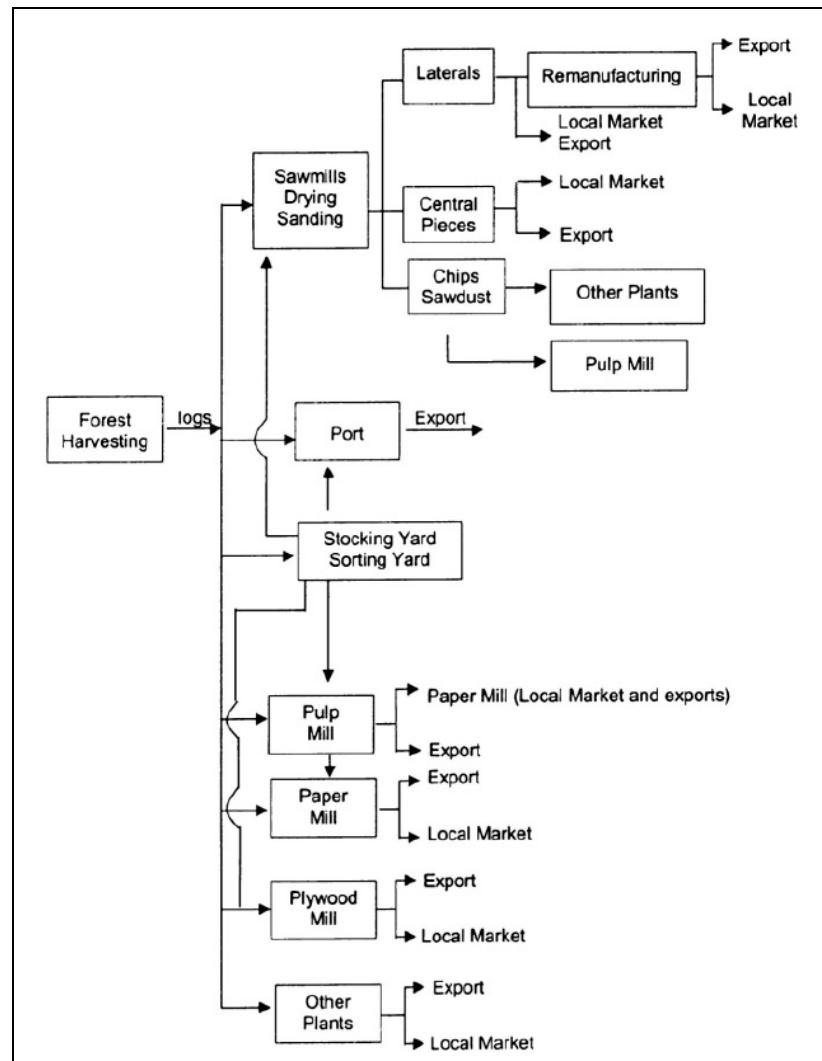 Laterals
Remanufacturing
Export
Local
Market
Local Market
Export
Sawmills
Drying
Sanding
Central
Pieces
Local Market
Export
Chips
Sawdust
Other Plants
Pulp Mill
Forest
Harvesting
logs
Port
Export
Stocking Yard
Sorting Yard
Pulp
Mill
Paper Mill (Local Market and exports)
Export
Paper
Mill
Export
Local Market
Plywood
Mill
Export
Local Market
Other
Plants
Export
Local Market